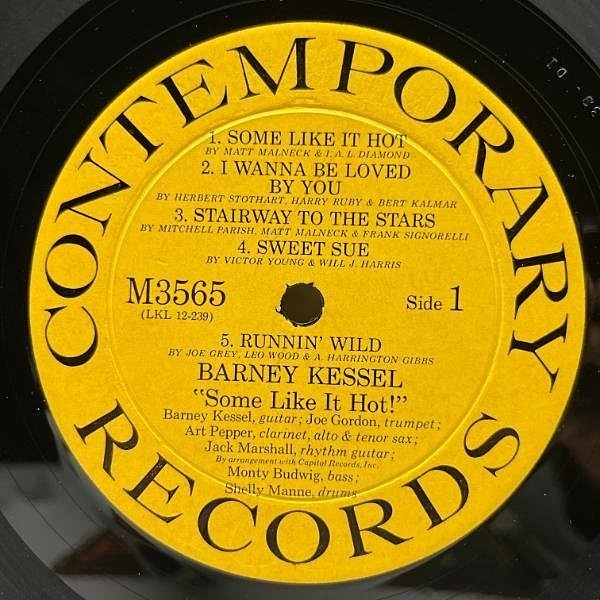 CONTEMPORARY
1. SOME LIKE IT HOT
BY MATT MALNECK & I. A. L. DIAMOND
2. I WANNA BE LOVED
BY YOU
BY HERBERT STOTHART, HARRY RUBY & BERT KALMAR
3. STAIRWAY TO THE STARS
BY MITCHELL PARISH, MATT MALNECK & FRANK SIGNORELLI
4. SWEET SUE
BY VICTOR YOUNG & WILL J. HARRIS
M3565
(LKL 12-239)
Side 1
5. RUNNIN' WILD
BY JOE GREY, LEO WOOD & A. HARRINGTON GIBBS
BARNEY KESSEL
"Some Like It Hot!"
Barney Kessel, guitar; Joe Gordon, trumpet;
Art Pepper, clarinet, alto & tenor sax;
Jack Marshall, rhythm guitar;
By arrangement with Capitol Records, Inc.
Monty Budwig, bass;
Shelly Manne, drums
RECORDS